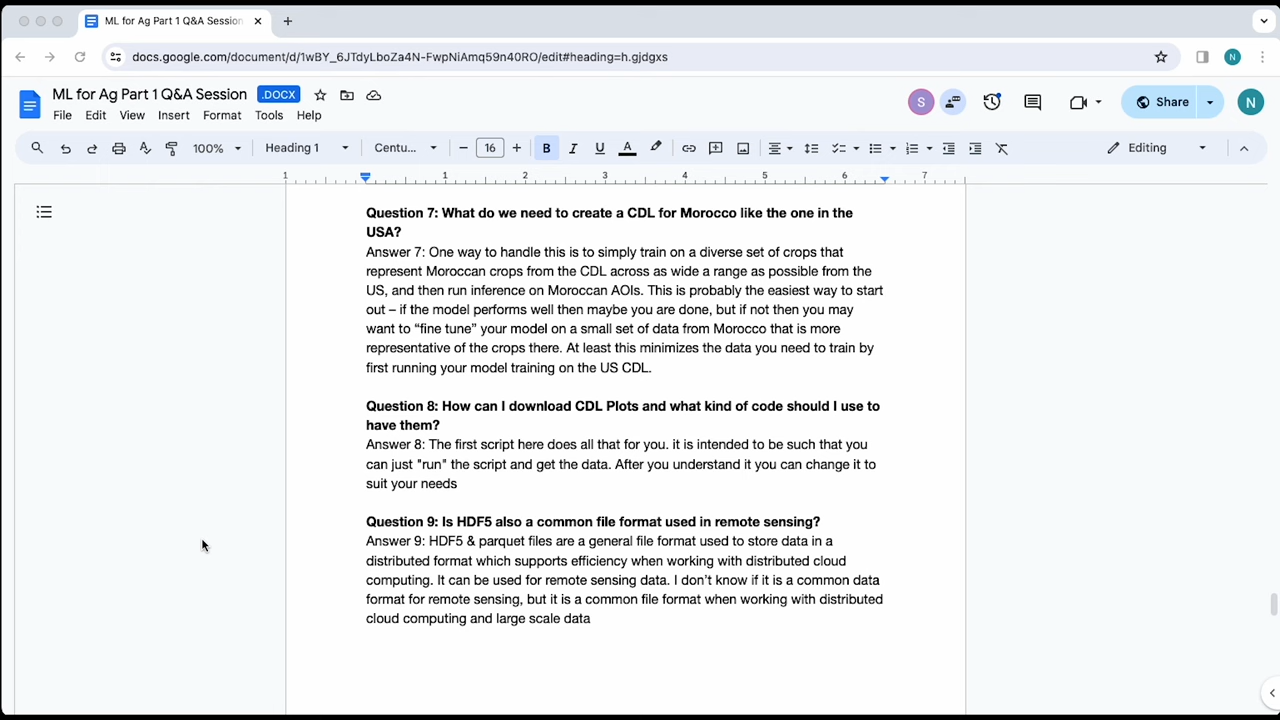 ML for Ag Part 1 Q&A Session
docs.google.com/document/d/1wBY_6JTdyLboZa4N-FwpNiAmq59n40RO/edit#heading=h.gjdgxs
N
ML for Ag Part 1 Q&A Session .DOCX
S
Share
N
File Edit View Insert Format Tools Help
100% Heading 1 Centu... 16 B I U A Editing
1 1 2 3 4 5 6 7
Question 7: What do we need to create a CDL for Morocco like the one in the
USA?
Answer 7: One way to handle this is to simply train on a diverse set of crops that
represent Moroccan crops from the CDL across as wide a range as possible from the
US, and then run inference on Moroccan AOIs. This is probably the easiest way to start
out – if the model performs well then maybe you are done, but if not then you may
want to “fine tune” your model on a small set of data from Morocco that is more
representative of the crops there. At least this minimizes the data you need to train by
first running your model training on the US CDL.
Question 8: How can I download CDL Plots and what kind of code should I use to
have them?
Answer 8: The first script here does all that for you. it is intended to be such that you
can just "run" the script and get the data. After you understand it you can change it to
suit your needs
Question 9: Is HDF5 also a common file format used in remote sensing?
Answer 9: HDF5 & parquet files are a general file format used to store data in a
distributed format which supports efficiency when working with distributed cloud
computing. It can be used for remote sensing data. I don’t know if it is a common data
format for remote sensing, but it is a common file format when working with distributed
cloud computing and large scale data